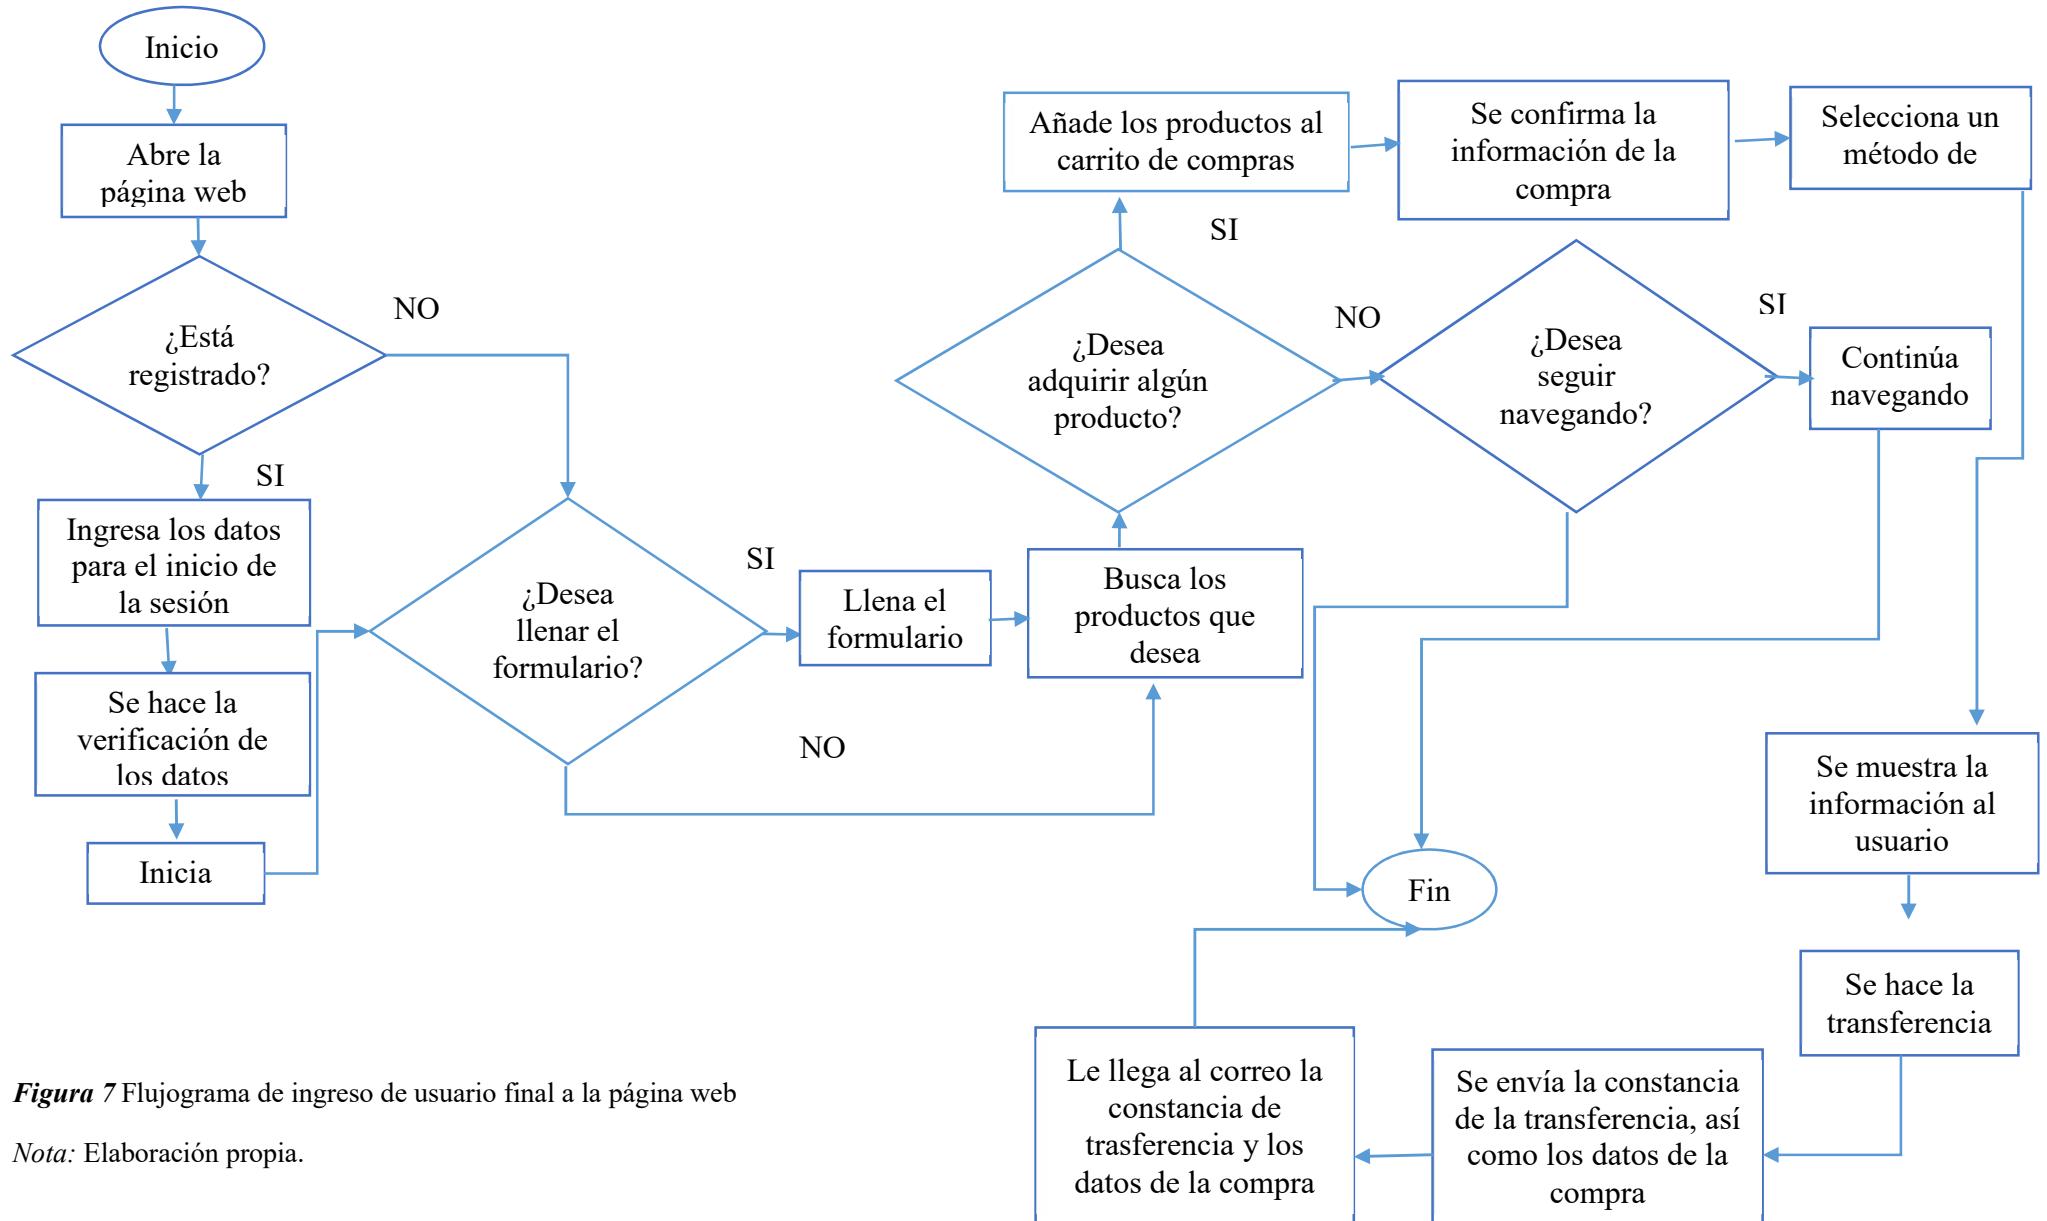 Inicio
Abre la
página web
¿Está
registrado?
NO
SI
Ingresa los datos
para el inicio de
la sesión
Se hace la
verificación de
los datos
Inicia
¿Desea
llenar el
formulario?
SI
NO
Llena el
formulario
Busca los
productos que
desea
¿Desea
adquirir algún
producto?
SI
NO
Añade los productos al
carrito de compras
Se confirma la
información de la
compra
Selecciona un
método de
¿Desea
seguir
navegando?
SI
Continúa
navegando
Se muestra la
información al
usuario
Se hace la
transferencia
Se envía la constancia
de la transferencia, así
como los datos de la
compra
Le llega al correo la
constancia de
trasferencia y los
datos de la compra
Fin
Figura 7 Flujograma de ingreso de usuario final a la página web
Nota: Elaboración propia.